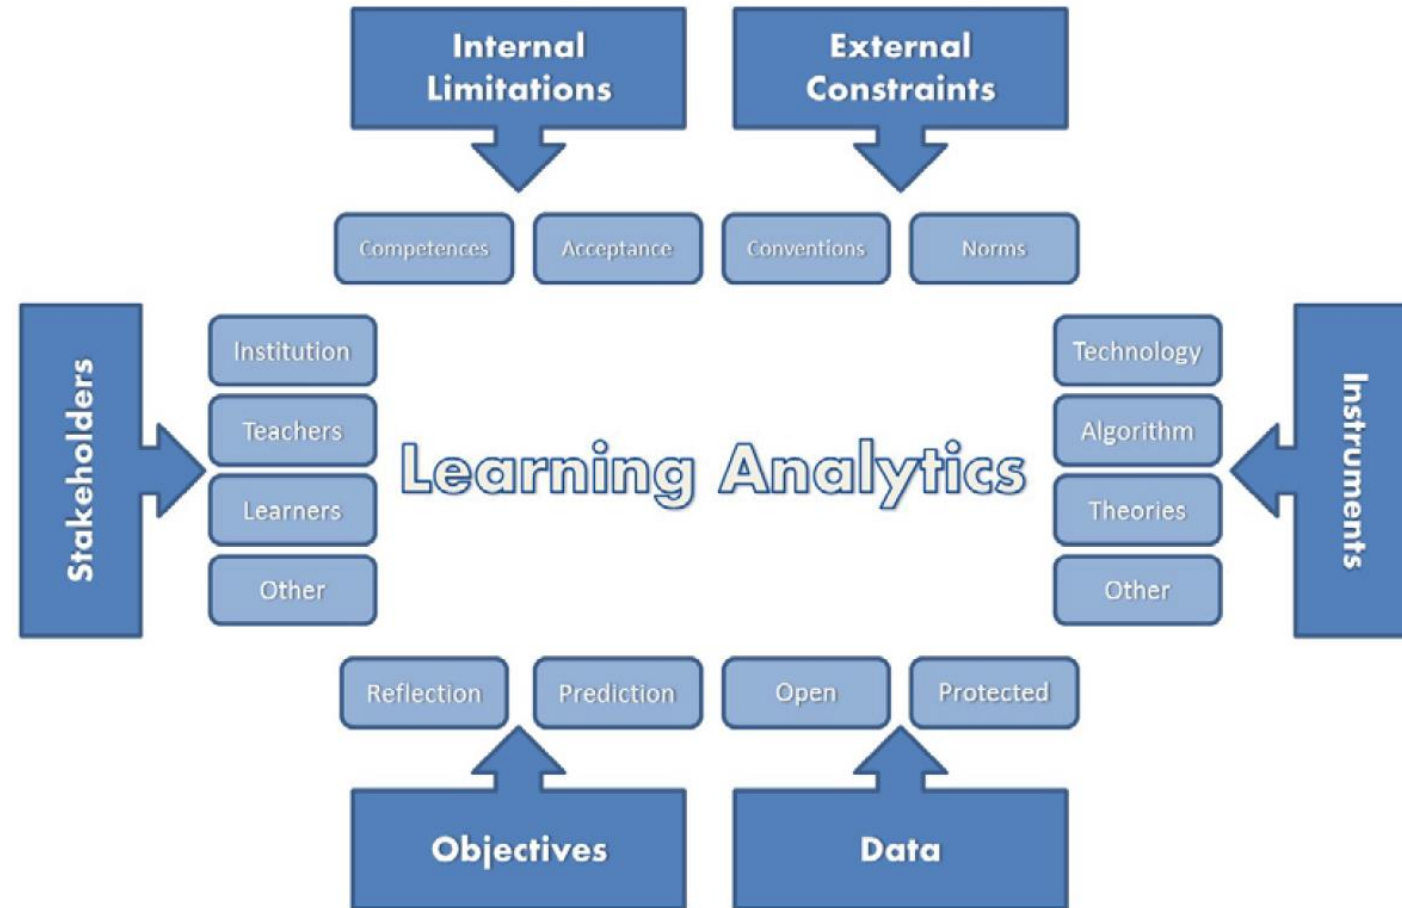 Internal
Limitations
External
Constraints
Competences
Acceptance
Conventions
Norms
Stakeholders
Institution
Teachers
Learners
Other
Learning Analytics
Technology
Algorithm
Theories
Other
Instruments
Reflection
Prediction
Open
Protected
Objectives
Data